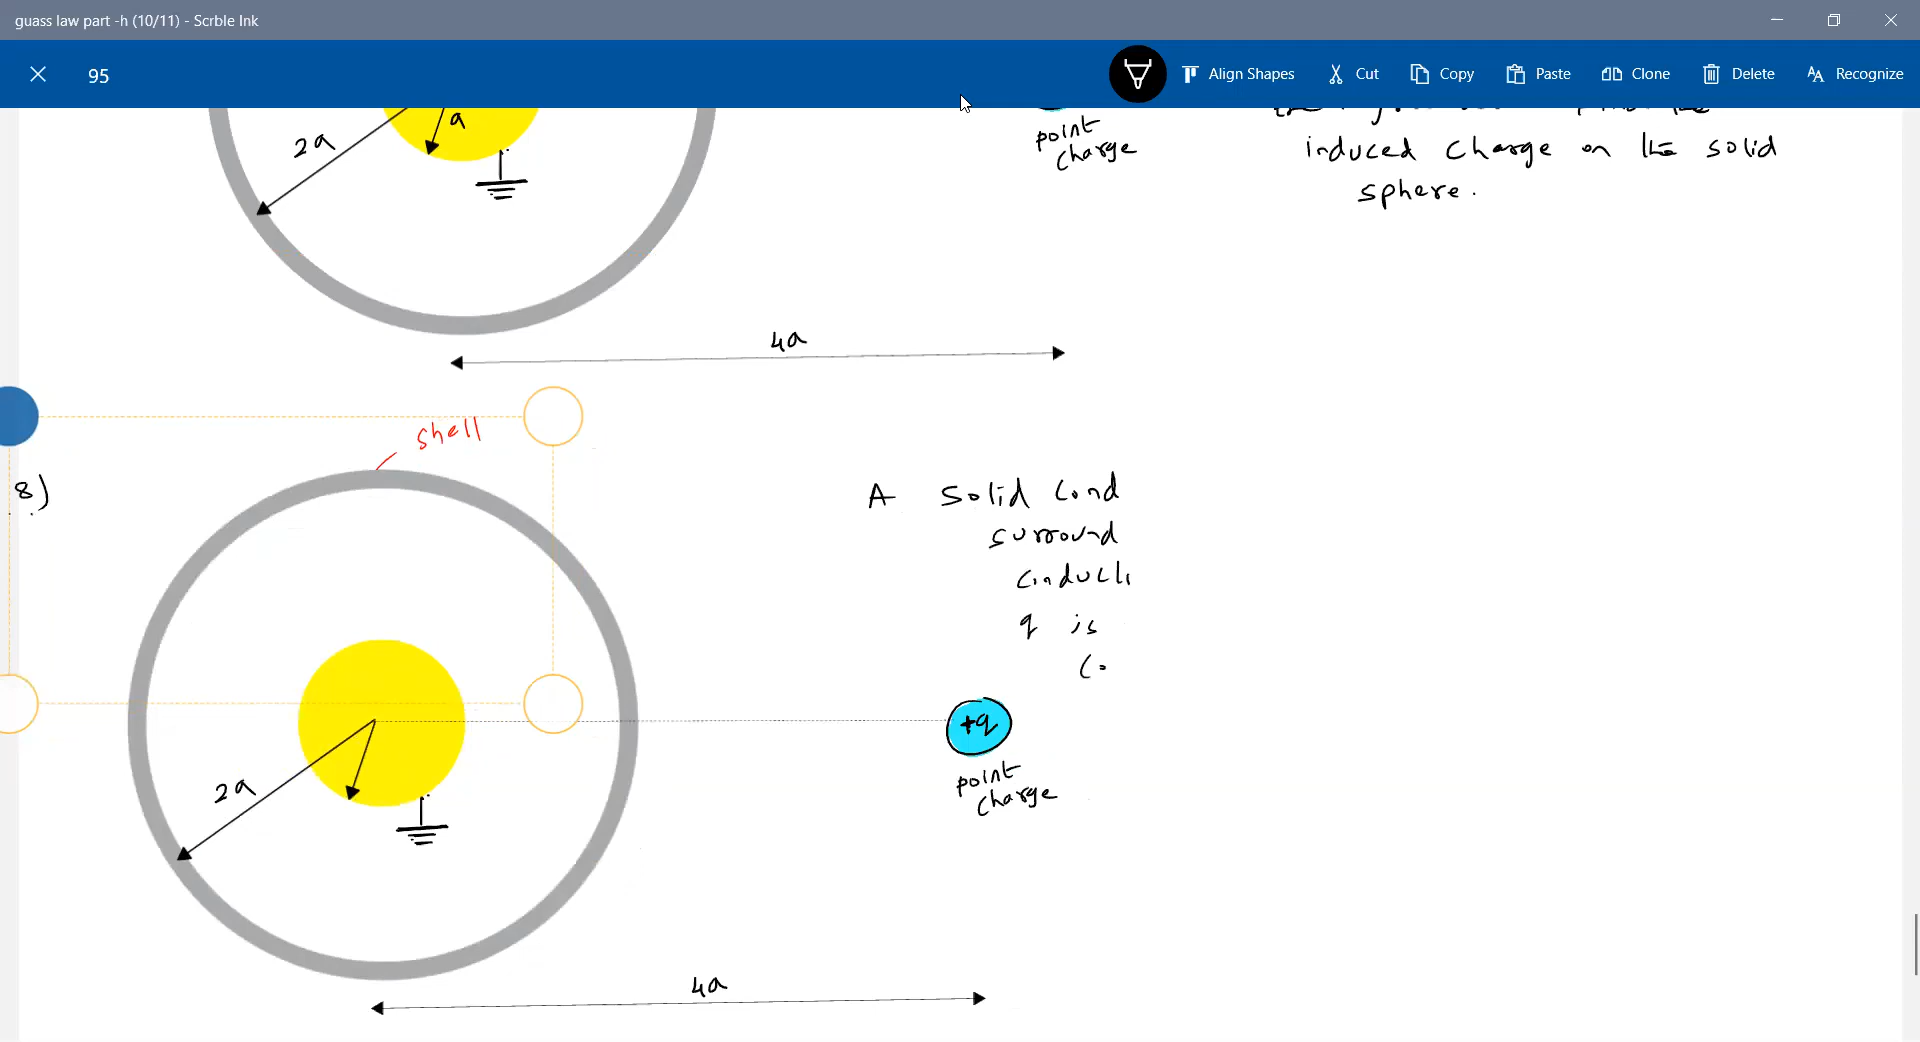 guass law part -h (10/11) - Scrble Ink
95
Align Shapes
Cut
Copy
Paste
Clone
Delete
Recognize
2a
a
point
charge
induced charge on the solid
sphere.
4a
shell
8)
A solid cond
surround
conducti
q is
co
+q
2a
point
charge
4a